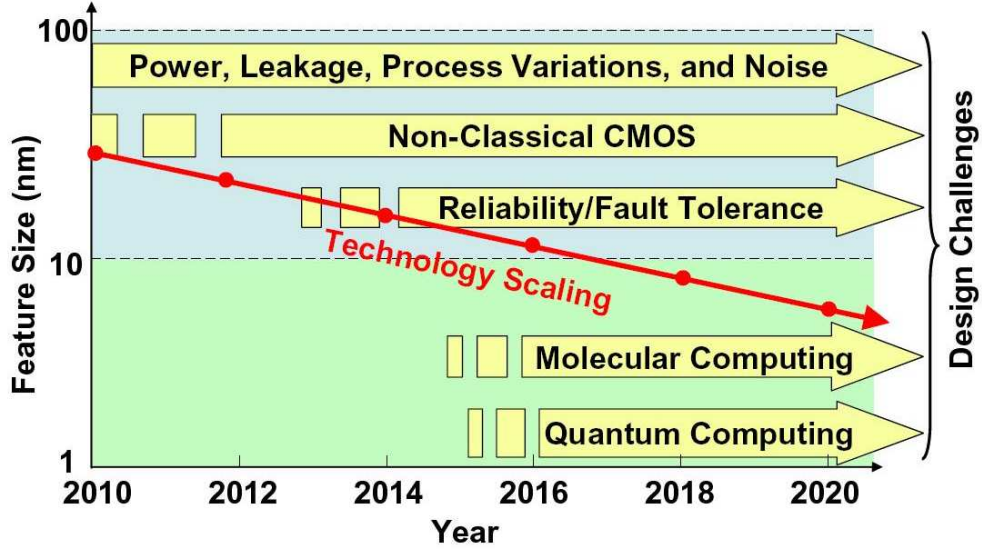 100
Power, Leakage, Process Variations, and Noise
Non-Classical CMOS
Reliability/Fault Tolerance
10
Technology Scaling
Molecular Computing
Quantum Computing
1
2010 2012 2014 2016 2018 2020
Year
Feature Size (nm)
Design Challenges